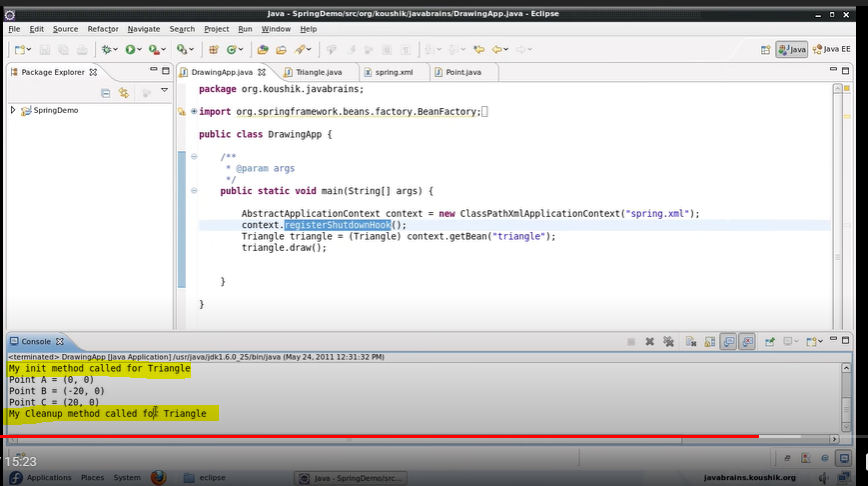 Java - SpringDemo/src/org/koushik/javabrains/DrawingApp.java - Eclipse
File Edit Source Refactor Navigate Search Project Run Window Help
Java Java EE
Package Explorer
DrawingApp.java Triangle.java spring.xml Point.java
SpringDemo
package org.koushik.javabrains;
import org.springframework.beans.factory.BeanFactory;
public class DrawingApp {
/**
* @param args
*/
public static void main(String[] args) {
AbstractApplicationContext context = new ClassPathXmlApplicationContext("spring.xml");
context.registerShutdownHook();
Triangle triangle = (Triangle) context.getBean("triangle");
triangle.draw();
}
}
Console
<terminated> DrawingApp [Java Application] /usr/java/jdk1.6.0_25/bin/java (May 24, 2011 12:31:32 PM)
My init method called for Triangle
Point A = (0, 0)
Point B = (-20, 0)
Point C = (20, 0)
My Cleanup method called for Triangle
/ 15:23
Applications Places System eclipse Java - SpringDemo/src... javabrains.koushik.org